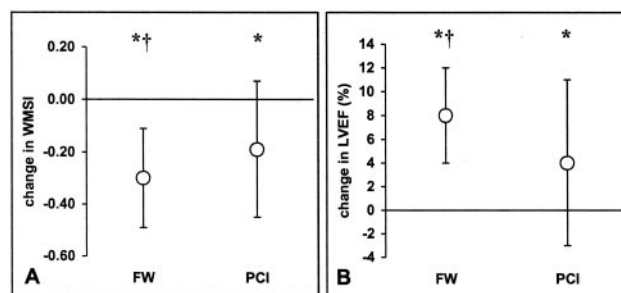 *† *
0.20
0.00
-0.20
-0.40
-0.60
change in WMSI
FW PCI
A
*† *
14
12
10
8
6
4
2
0
-2
-4
change in LVEF (%)
FW PCI
B